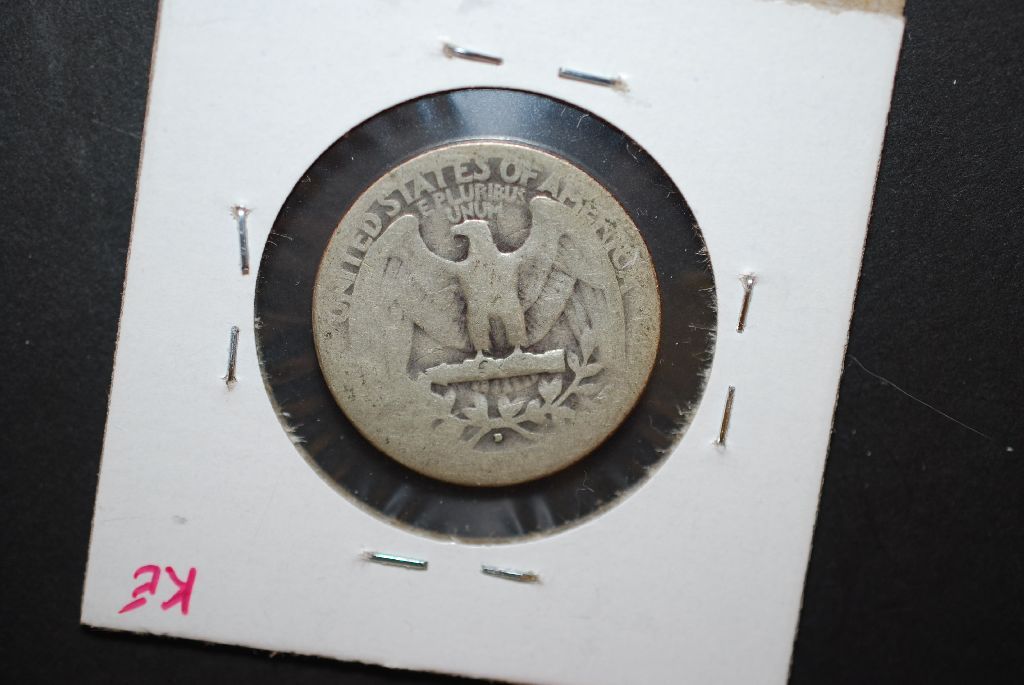 UNITED STATES OF AMERICA
E PLURIBUS
UNUM
D
KE